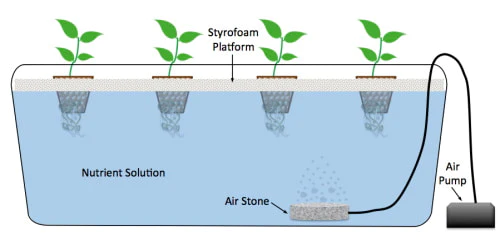 Styrofoam
Platform
Nutrient Solution
Air Stone
Air
Pump